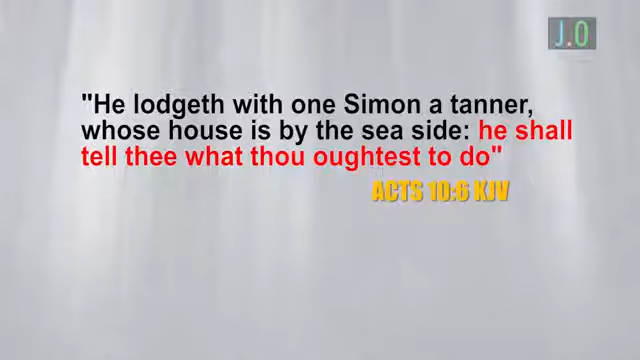 J.O
"He lodgeth with one Simon a tanner,
whose house is by the sea side: he shall
tell thee what thou oughtest to do"
ACTS 10:6 KJV